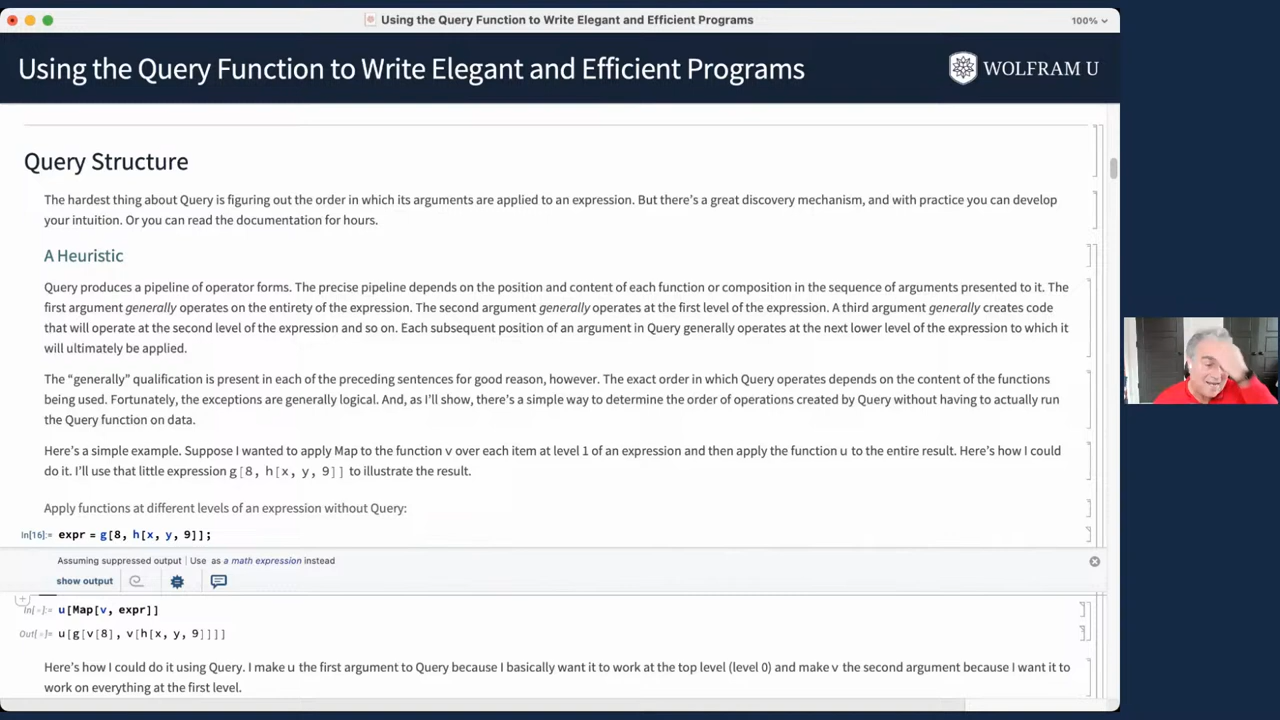 Using the Query Function to Write Elegant and Efficient Programs
100%
Using the Query Function to Write Elegant and Efficient Programs
WOLFRAM U
Query Structure
The hardest thing about Query is figuring out the order in which its arguments are applied to an expression. But there's a great discovery mechanism, and with practice you can develop
your intuition. Or you can read the documentation for hours.
A Heuristic
Query produces a pipeline of operator forms. The precise pipeline depends on the position and content of each function or composition in the sequence of arguments presented to it. The
first argument generally operates on the entirety of the expression. The second argument generally operates at the first level of the expression. A third argument generally creates code
that will operate at the second level of the expression and so on. Each subsequent position of an argument in Query generally operates at the next lower level of the expression to which it
will ultimately be applied.
The “generally” qualification is present in each of the preceding sentences for good reason, however. The exact order in which Query operates depends on the content of the functions
being used. Fortunately, the exceptions are generally logical. And, as I'll show, there's a simple way to determine the order of operations created by Query without having to actually run
the Query function on data.
Here's a simple example. Suppose I wanted to apply Map to the function v over each item at level 1 of an expression and then apply the function u to the entire result. Here's how I could
do it. I'll use that little expression g[8, h[x, y, 9]] to illustrate the result.
Apply functions at different levels of an expression without Query:
In[16]:= expr = g[8, h[x, y, 9]];
Assuming suppressed output | Use as a math expression instead
show output
In[∘]:= u[Map[v, expr]]
Out[∘]= u[g[v[8], v[h[x, y, 9]]]]
Here's how I could do it using Query. I make u the first argument to Query because I basically want it to work at the top level (level 0) and make v the second argument because I want it to
work on everything at the first level.